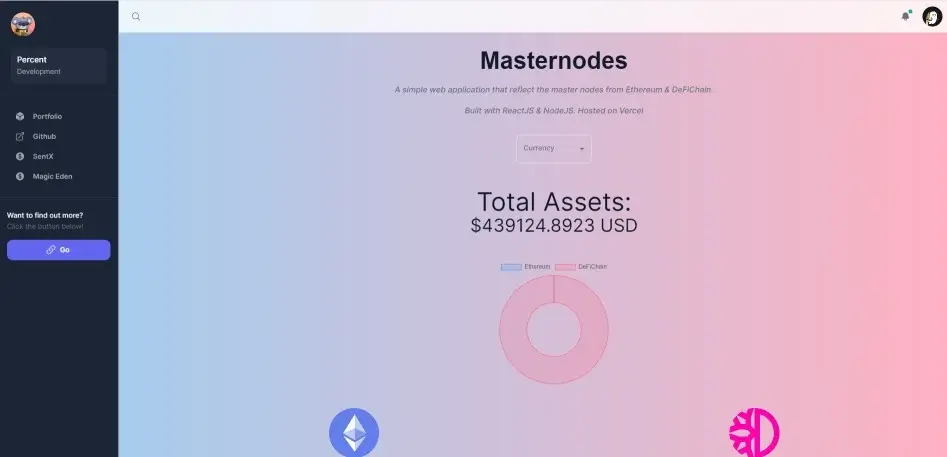 Percent
Development
Portfolio
Github
SentX
Magic Eden
Want to find out more?
Click the button below!
Go
Masternodes
A simple web application that reflect the master nodes from Ethereum & DeFiChain.
Built with ReactJS & NodeJS. Hosted on Vercel
Currency
Total Assets:
$439124.8923 USD
Ethereum DeFiChain